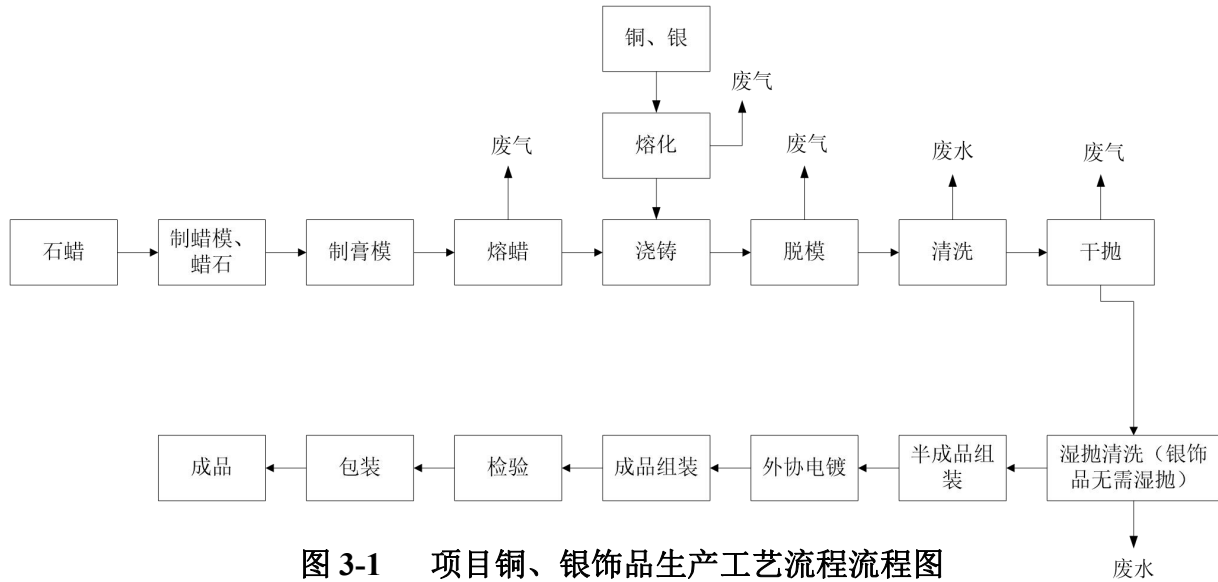 铜、银
废气
熔化
废气
废气
废水
废气
石蜡
制蜡模、
蜡石
制膏模
熔蜡
浇铸
脱模
清洗
干抛
成品
包装
检验
成品组装
外协电镀
半成品组
装
湿抛清洗（银饰
品无需湿抛）
废水
图 3-1 项目铜、银饰品生产工艺流程流程图